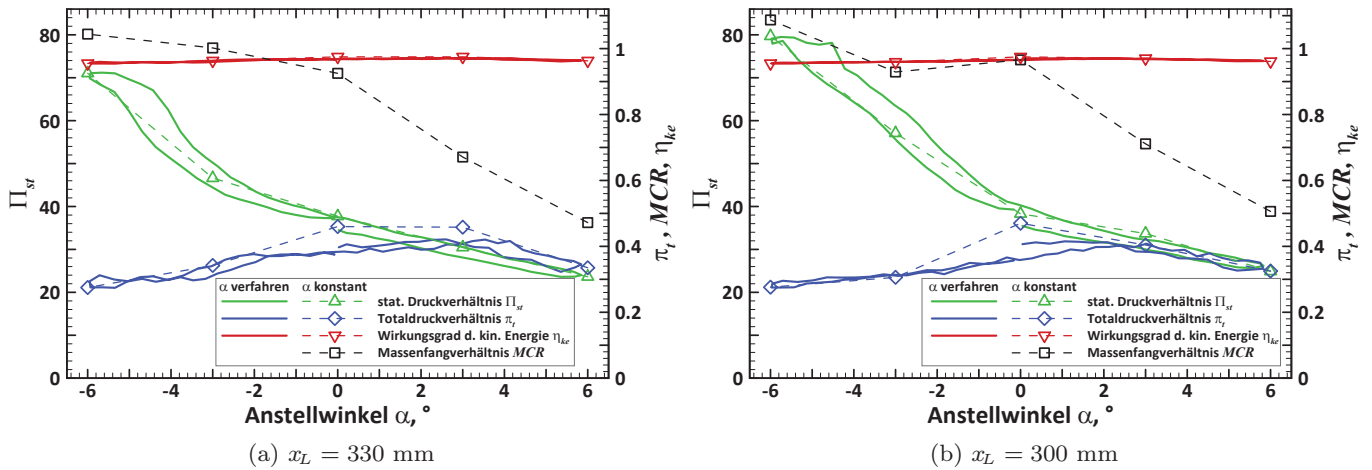 80
60
40
20
0
Π_st
1
0.8
0.6
0.4
0.2
0
π_t , MCR, η_ke
-6 -4 -2 0 2 4 6
Anstellwinkel α, °
α verfahren α konstant
stat. Druckverhältnis Π_st
Totaldruckverhältnis π_t
Wirkungsgrad d. kin. Energie η_ke
Massenfangverhältnis MCR
(a) x_L = 330 mm
80
60
40
20
0
Π_st
1
0.8
0.6
0.4
0.2
0
π_t , MCR, η_ke
-6 -4 -2 0 2 4 6
Anstellwinkel α, °
α verfahren α konstant
stat. Druckverhältnis Π_st
Totaldruckverhältnis π_t
Wirkungsgrad d. kin. Energie η_ke
Massenfangverhältnis MCR
(b) x_L = 300 mm